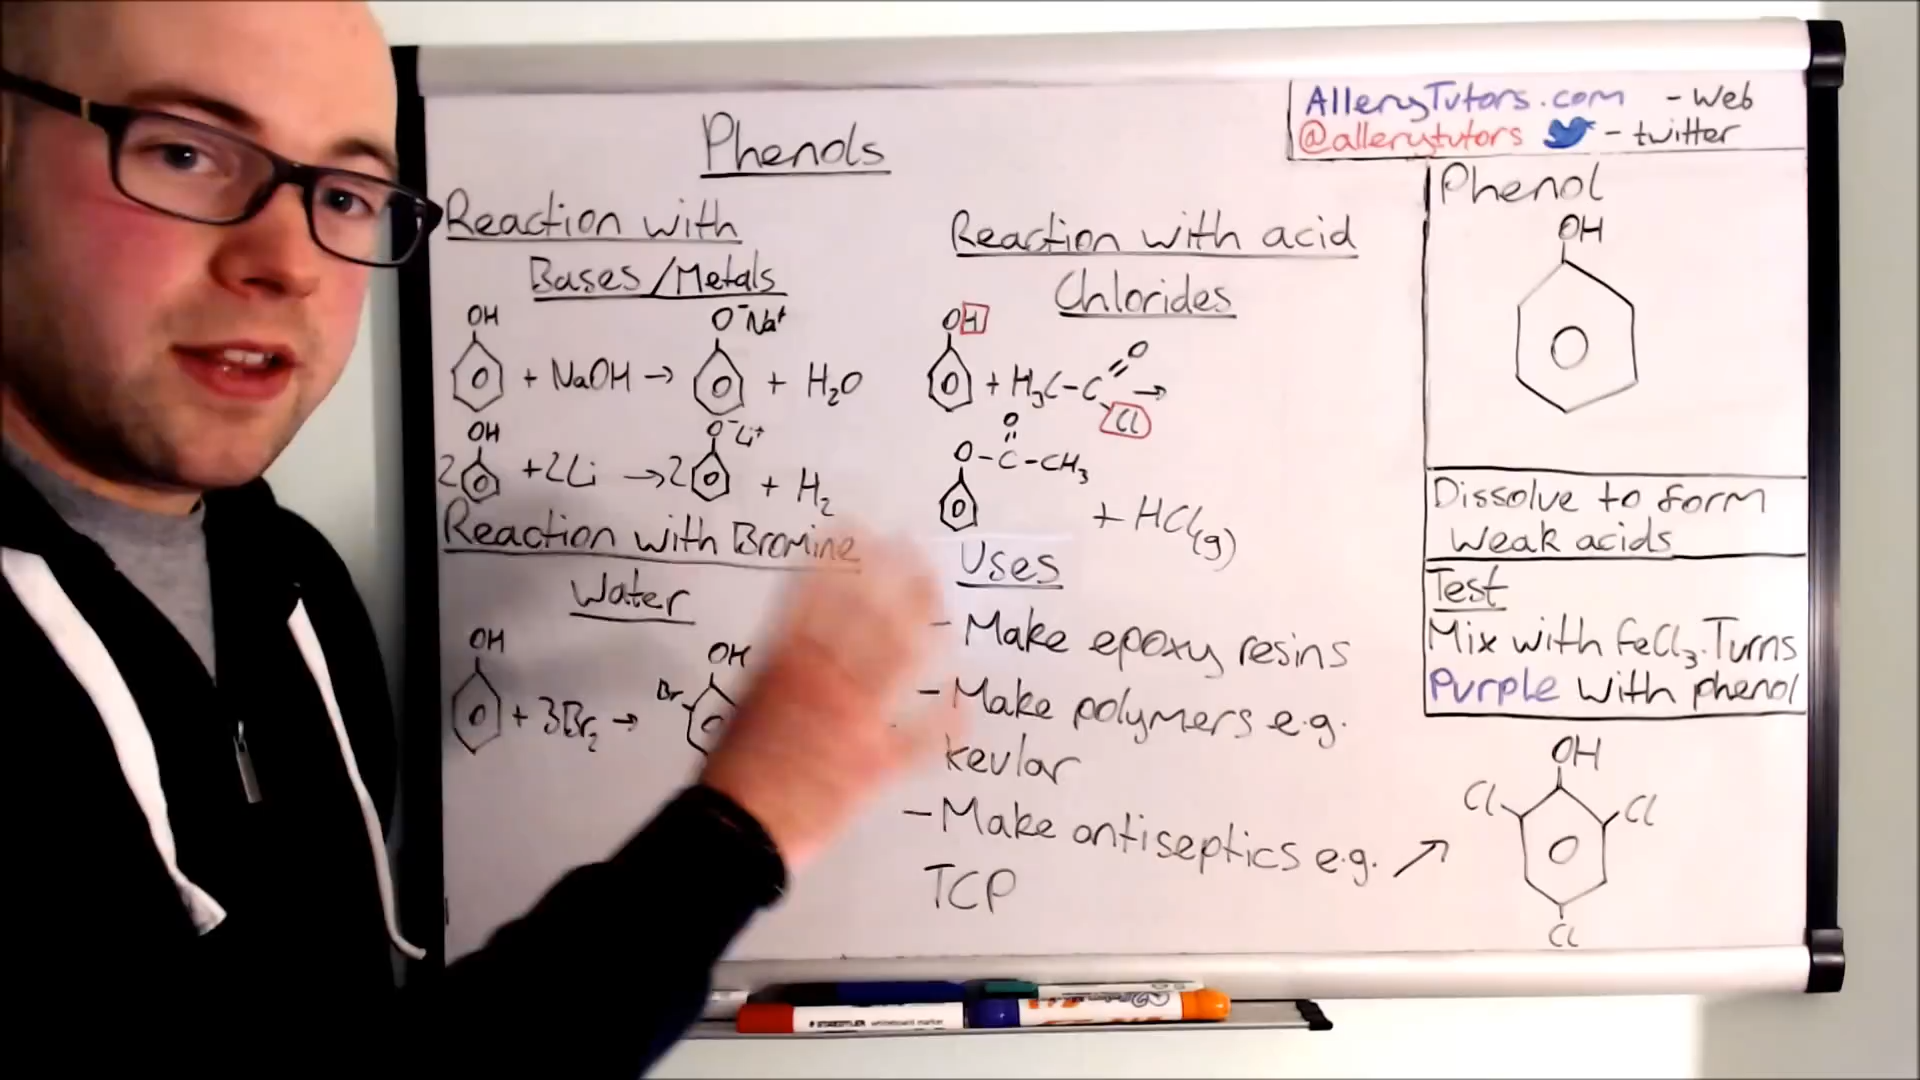 AlleryTutors.com - Web
@allerytutors - twitter
Phenols
Reaction with
Bases/Metals
OH
O⁻Na⁺
+ NaOH → + H₂O
OH
O⁻Li⁺
2 + 2Li → 2 + H₂
Reaction with Bromine
Water
OH
OH
Br
+ 3Br₂ →
Reaction with acid
Chlorides
OH
O
+ H₃C-C →
Cl
O
O-C-CH₃
+ HCl(g)
Uses
- Make epoxy resins
- Make polymers e.g.
kevlar
- Make antiseptics e.g. ↗
TCP
Phenol
OH
Dissolve to form
weak acids
Test
Mix with FeCl₃. Turns
Purple with phenol
OH
Cl Cl
Cl
STAEDTLER whiteboard marker